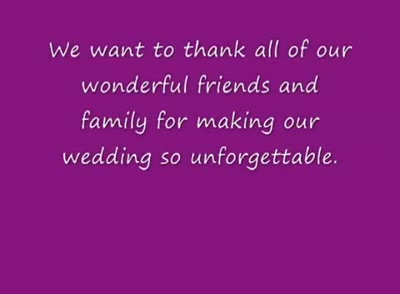 We want to thank all of our
wonderful friends and
family for making our
wedding so unforgettable.